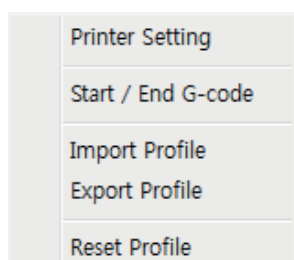 Printer Setting
Start / End G-code
Import Profile
Export Profile
Reset Profile